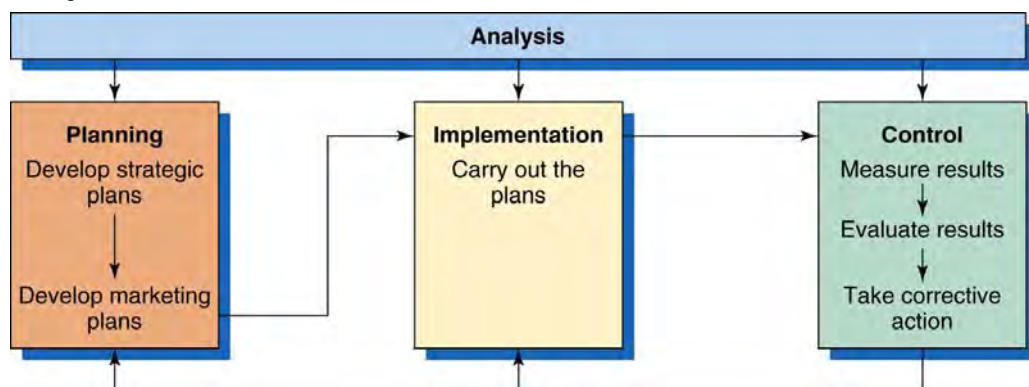 Analysis
Planning
Develop strategic
plans
Develop marketing
plans
Implementation
Carry out the
plans
Control
Measure results
Evaluate results
Take corrective
action